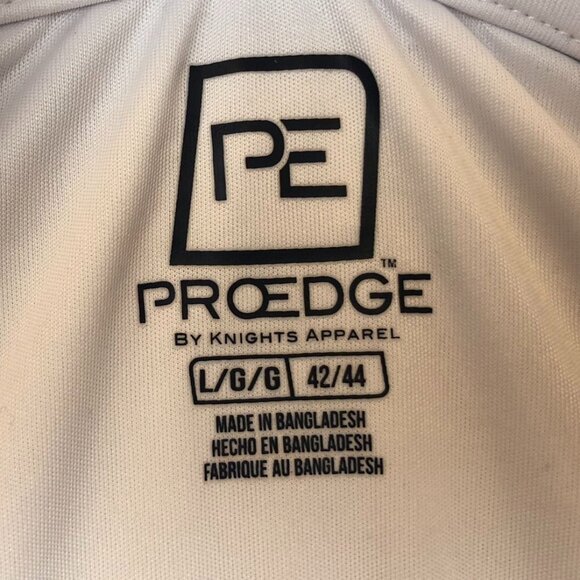 PE
PROEDGE™
BY KNIGHTS APPAREL
L/G/G 42/44
MADE IN BANGLADESH
HECHO EN BANGLADESH
FABRIQUE AU BANGLADESH